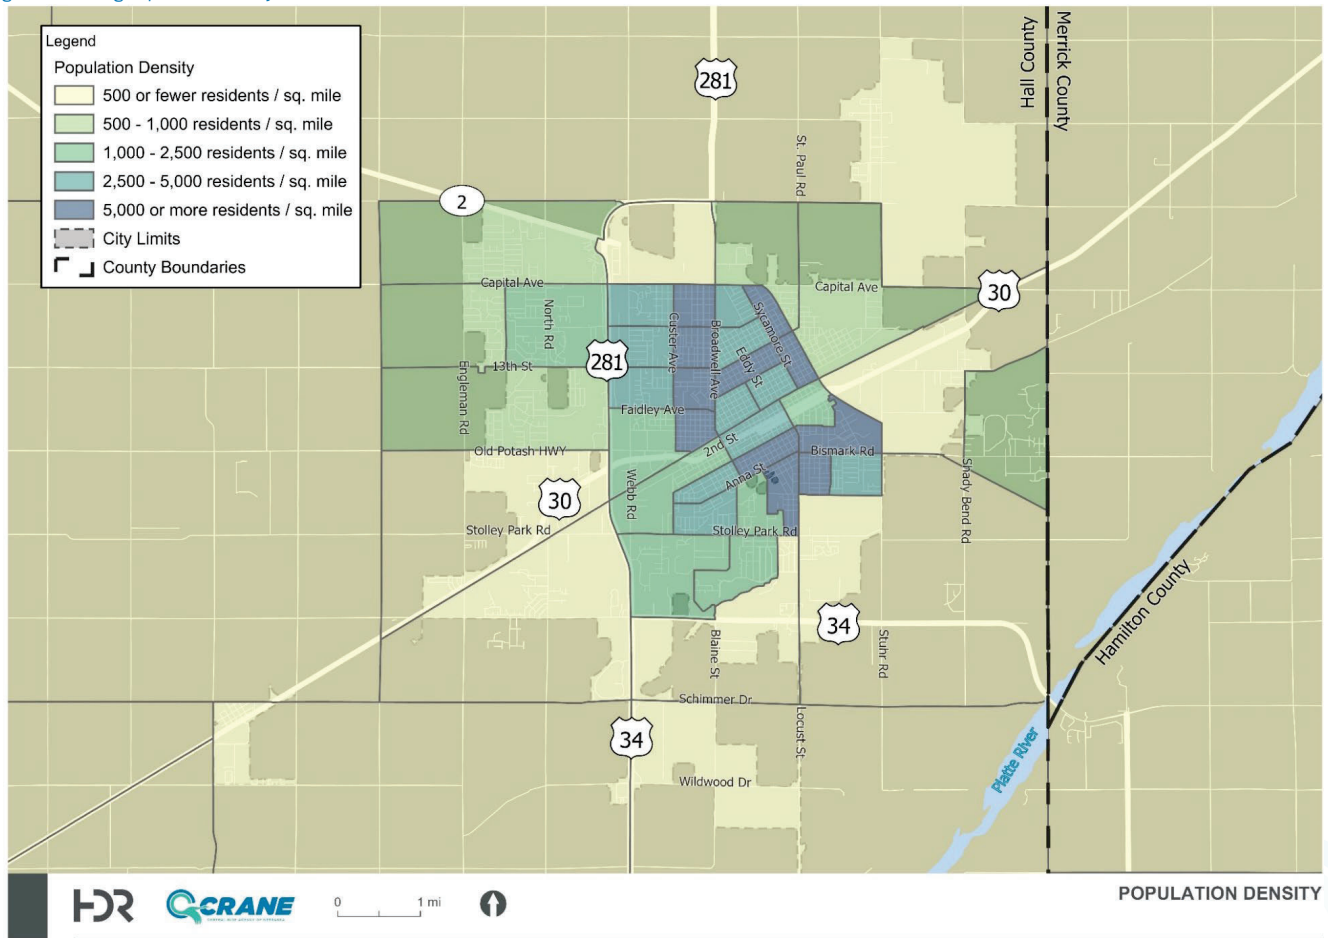 Legend
Population Density
500 or fewer residents / sq. mile
500 - 1,000 residents / sq. mile
1,000 - 2,500 residents / sq. mile
2,500 - 5,000 residents / sq. mile
5,000 or more residents / sq. mile
City Limits
County Boundaries
Hall County
Merrick County
281
St. Paul Rd
2
Capital Ave
Capital Ave
30
North Rd
Custer Ave
Broadwell Ave
Sycamore St
Eddy St
281
13th St
Engleman Rd
Faidley Ave
2nd St
Old Potash HWY
Bismark Rd
Anna St
Webb Rd
30
Shady Bend Rd
Stolley Park Rd
Stolley Park Rd
34
Hamilton County
Blaine St
Stuhr Rd
Schimmer Dr
Locust St
34
Platte River
Wildwood Dr
HDR
CRANE
0 1 mi
POPULATION DENSITY